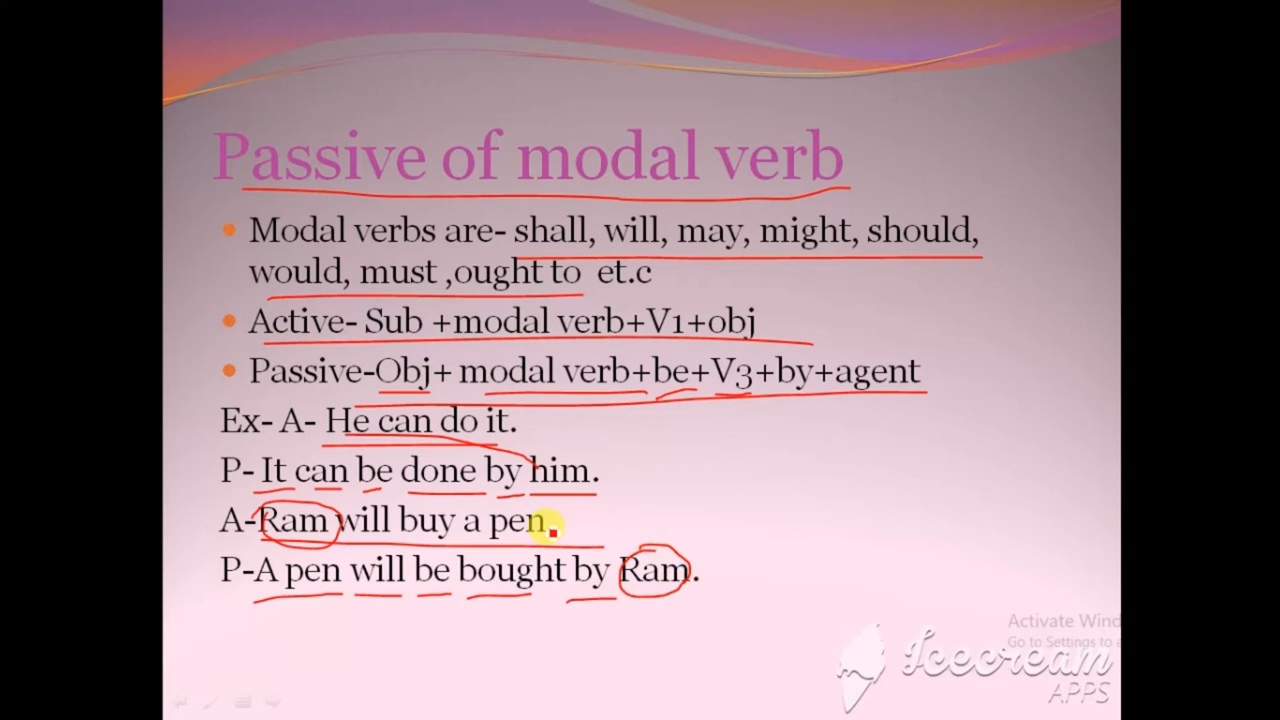 Passive of modal verb
Modal verbs are- shall, will, may, might, should,
would, must ,ought to et.c
Active- Sub +modal verb+V1+obj
Passive-Obj+ modal verb+be+V3+by+agent
Ex- A- He can do it.
P- It can be done by him.
A-Ram will buy a pen.
P-A pen will be bought by Ram.
Activate Wind
Go to Settings to a
Icecream
APPS